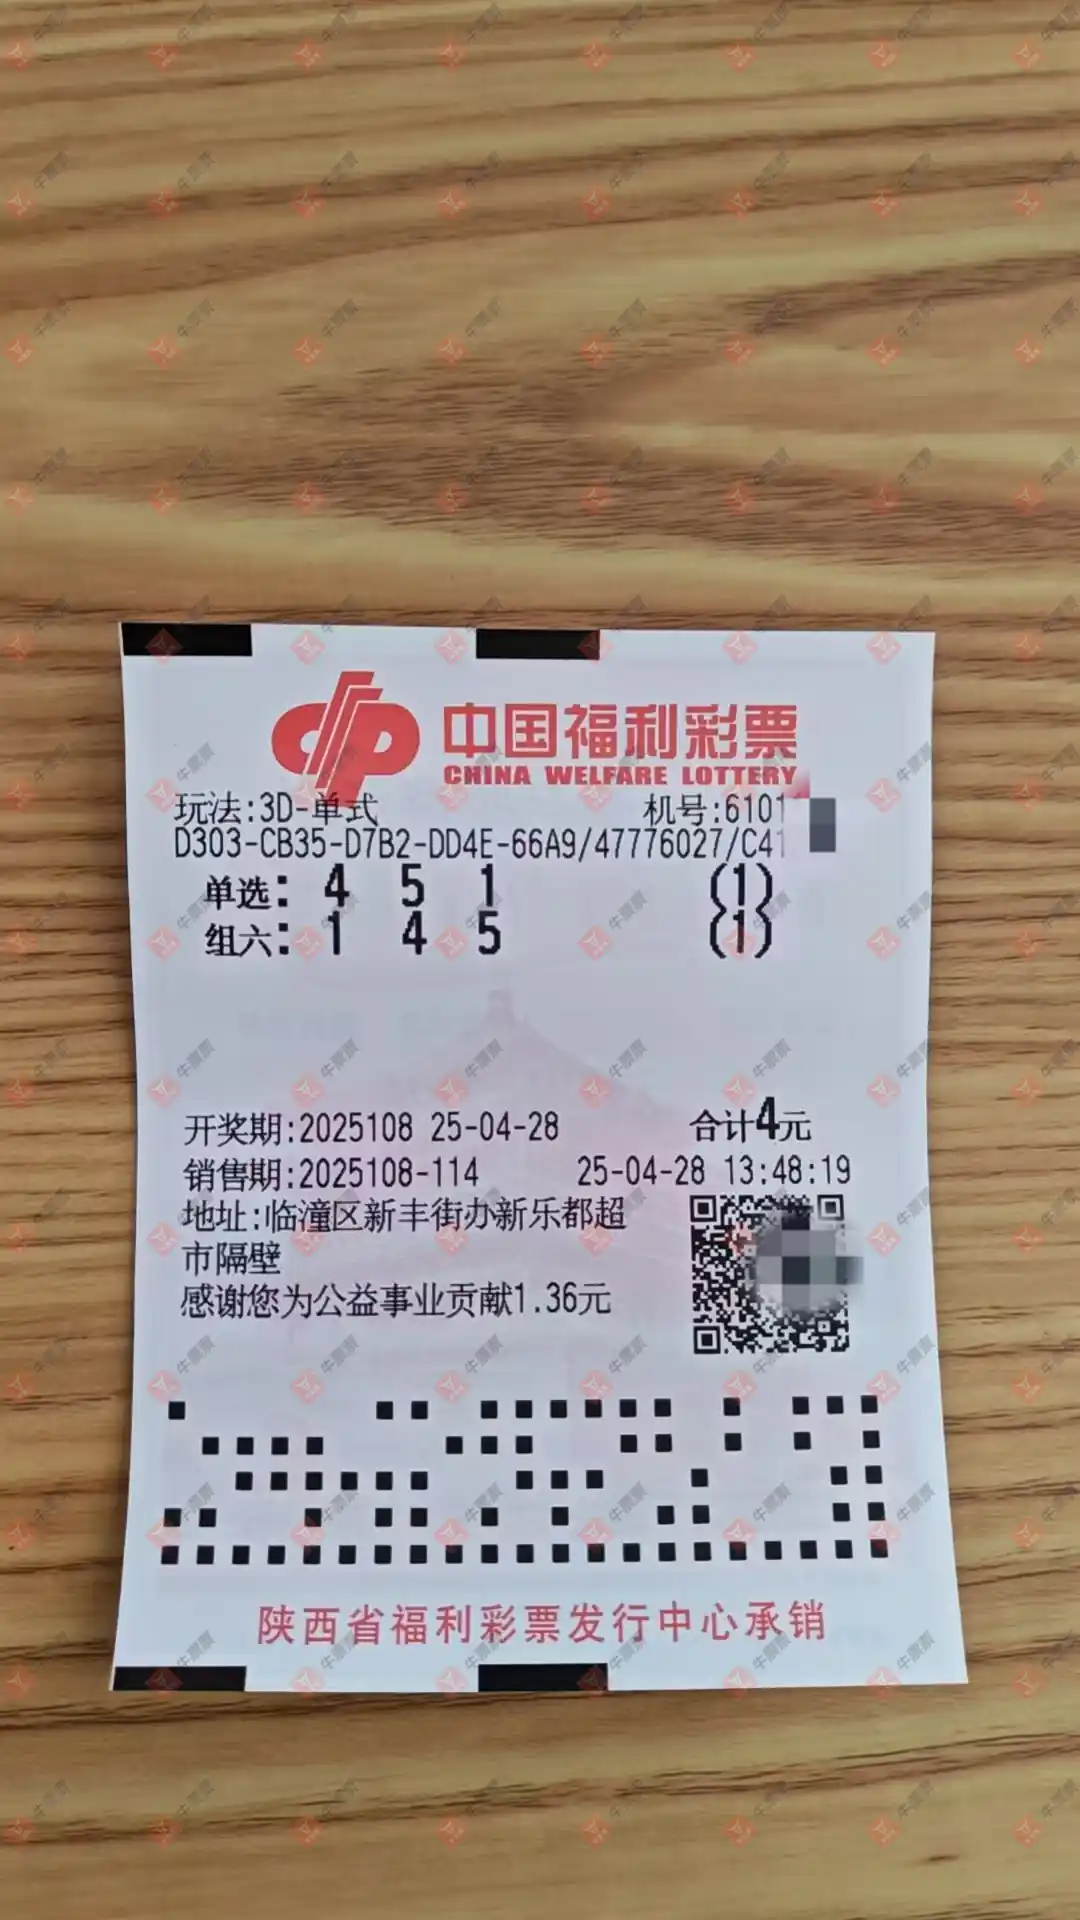 中国福利彩票
CHINA WELFARE LOTTERY
玩法:3D-单式 机号:6101
D303-CB35-D7B2-DD4E-66A9/47776027/C41
单选: 4 5 1 (1)
组六: 1 4 5 (1)
开奖期:2025108 25-04-28 合计4元
销售期:2025108-114 25-04-28 13:48:19
地址:临潼区新丰街办新乐都超
市隔壁
感谢您为公益事业贡献1.36元
陕西省福利彩票发行中心承销
牛票票